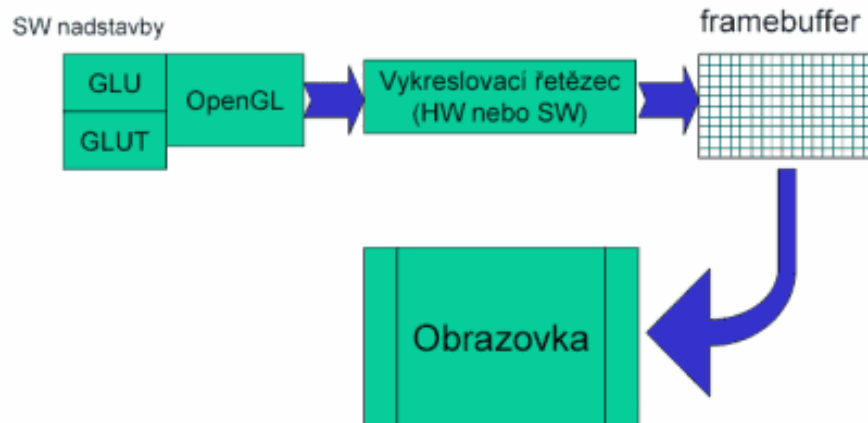 SW nadstavby
framebuffer
GLU
OpenGL
GLUT
Vykreslovací řetězec
(HW nebo SW)
Obrazovka